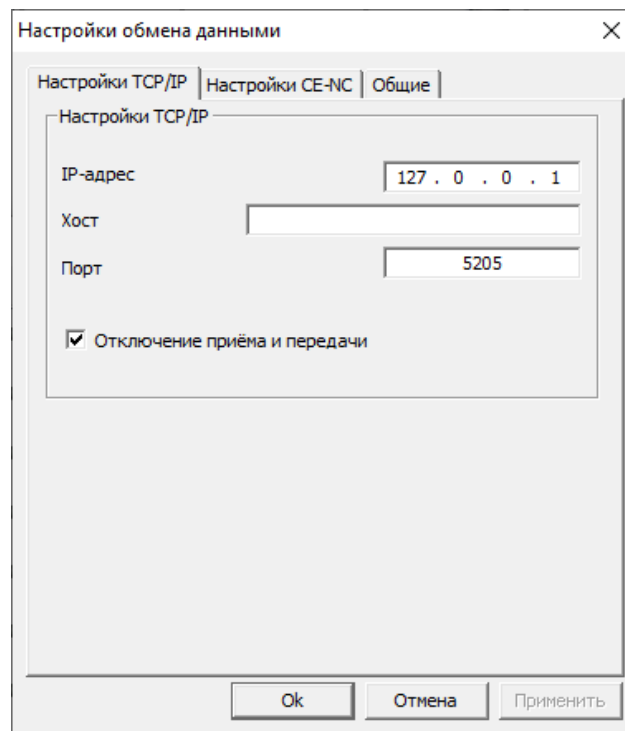 Настройки обмена данными
Настройки TCP/IP Настройки CE-NC Общие
Настройки TCP/IP
IP-адрес 127 . 0 . 0 . 1
Хост
Порт 5205
Отключение приёма и передачи
Ok Отмена Применить